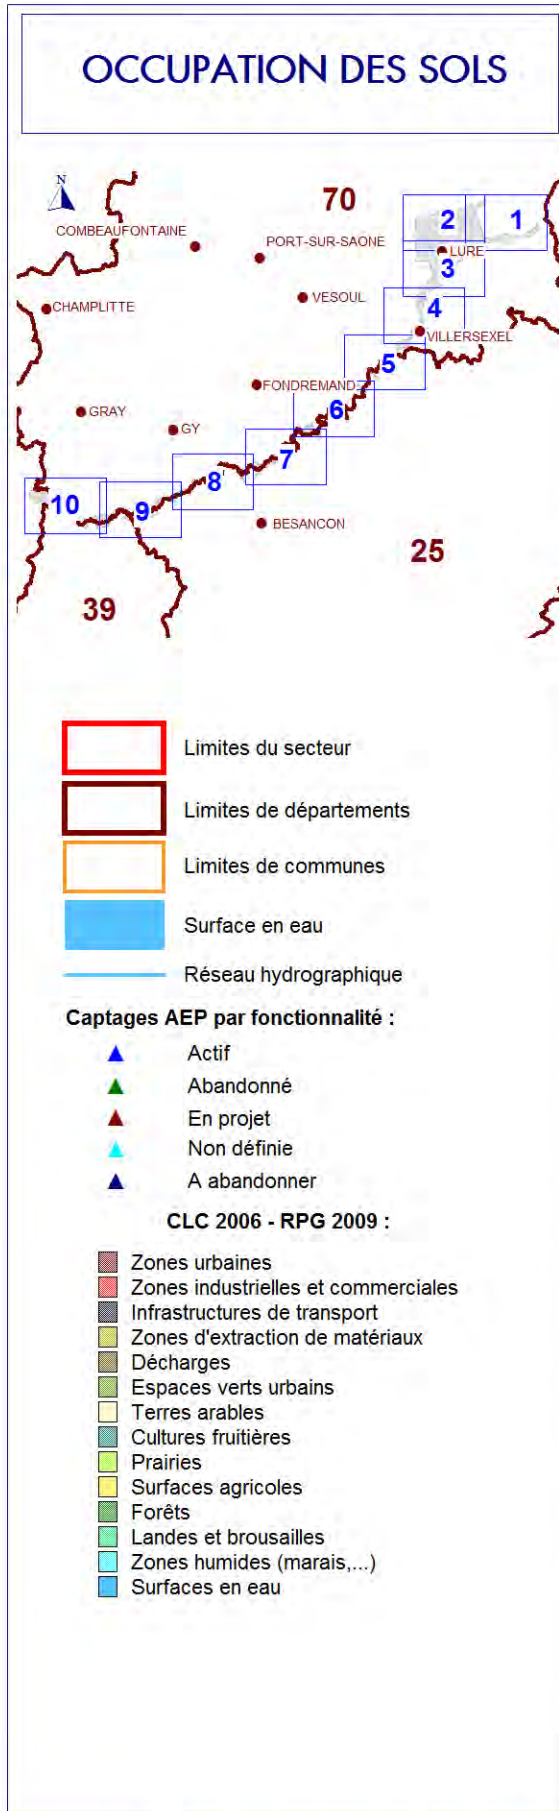 OCCUPATION DES SOLS
N
70
2
1
COMBEAUFONTAINE
PORT-SUR-SAONE
LURE
3
VESOUL
4
CHAMPLITTE
VILLERSEXEL
5
FONDREMAND
6
GRAY
GY
7
8
10
9
BESANCON
25
39
Limites du secteur
Limites de départements
Limites de communes
Surface en eau
Réseau hydrographique
Captages AEP par fonctionnalité :
Actif
Abandonné
En projet
Non définie
A abandonner
CLC 2006 - RPG 2009 :
Zones urbaines
Zones industrielles et commerciales
Infrastructures de transport
Zones d'extraction de matériaux
Décharges
Espaces verts urbains
Terres arables
Cultures fruitières
Prairies
Surfaces agricoles
Forêts
Landes et brousailles
Zones humides (marais,...)
Surfaces en eau